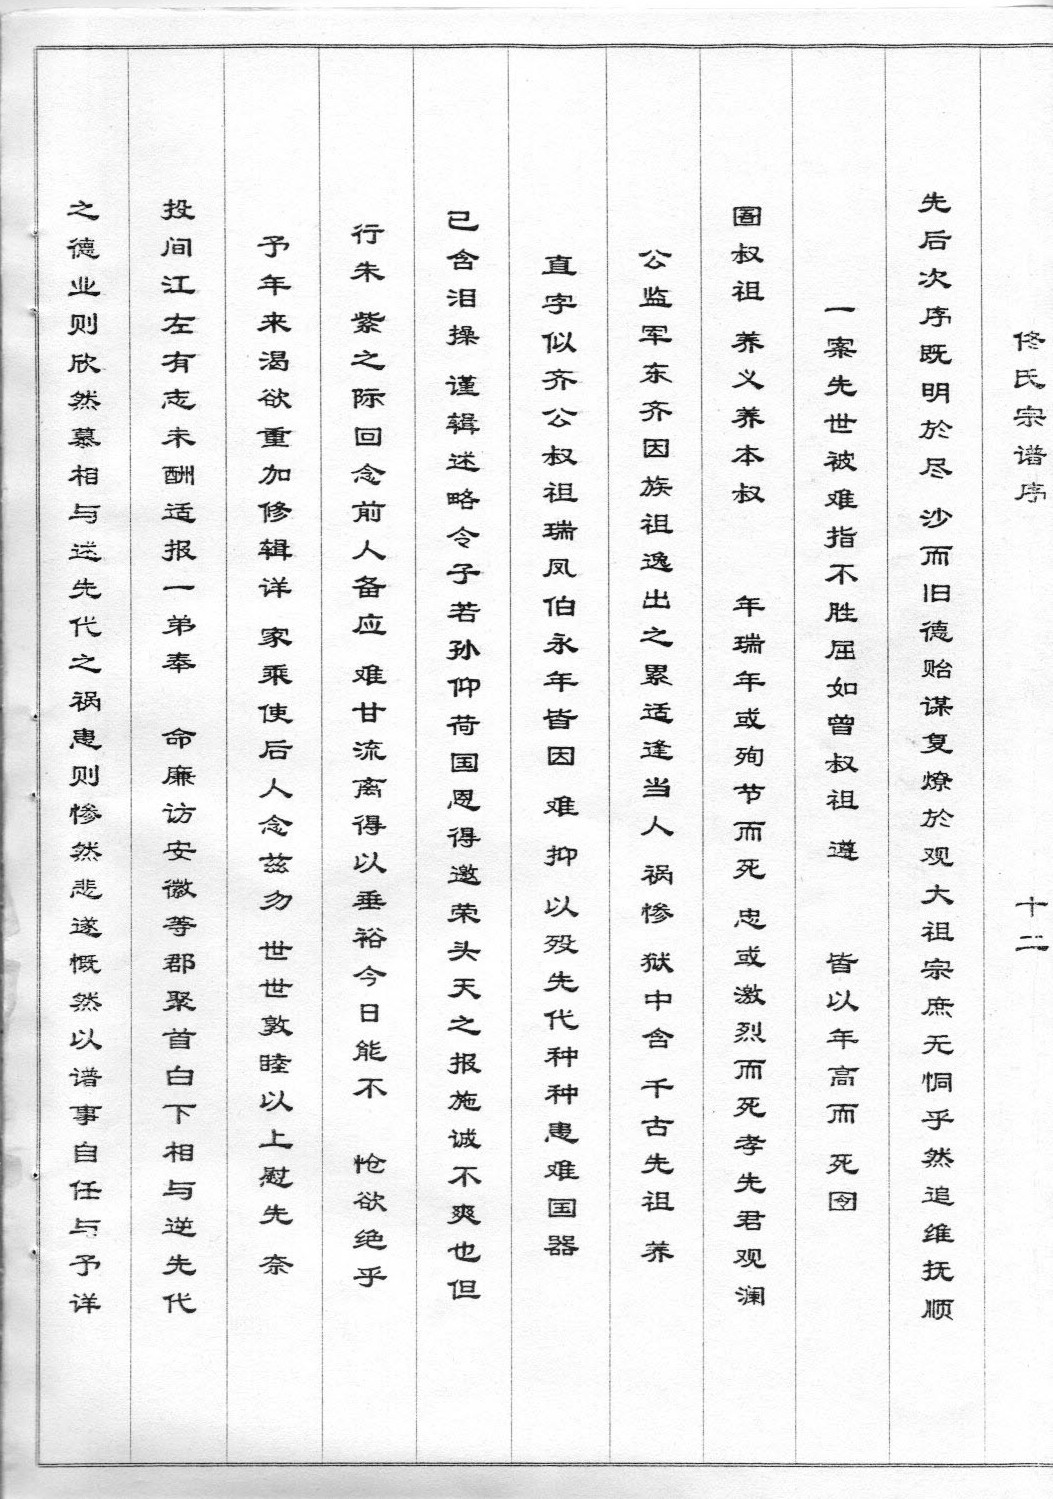 佟氏宗谱序 十二
先后次序既明於尽 沙而旧德贻谋复燎於观大祖宗庶无恫乎然追维抚顺
一案先世被难指不胜屈如曾叔祖 遵 皆以年高而 死囹
圄叔祖 养义养本叔 年瑞年或殉节而死 忠或激烈而死孝先君观澜
公监军东齐因族祖逸出之累适逢当人 祸惨 狱中含 千古先祖 养
直字似齐公叔祖瑞凤伯永年皆因 难 抑 以殁先代种种患难国器
己含泪操 谨辑述略令子若孙仰荷国恩得邀荣头天之报施诚不爽也但
行朱 紫之际回念前人备应 难甘流离得以垂裕今日能不 怆欲绝乎
予年来渴欲重加修辑详 家乘使后人念兹勿 世世敦睦以上慰先 奈
投间江左有志未酬适报一弟奉 命廉访安徽等郡聚首白下相与逆先代
之德业则欣然慕相与述先代之祸患则惨然悲遂慨然以谱事自任与予详